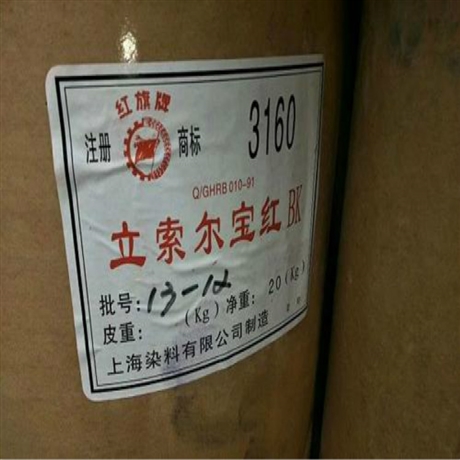 红旗牌
注册 商标 3160
Q/GHRB 010-91
立索尔宝红 BK
批号: 13-12
皮重: (Kg) 净重: 20 (Kg)
上海染料有限公司制造